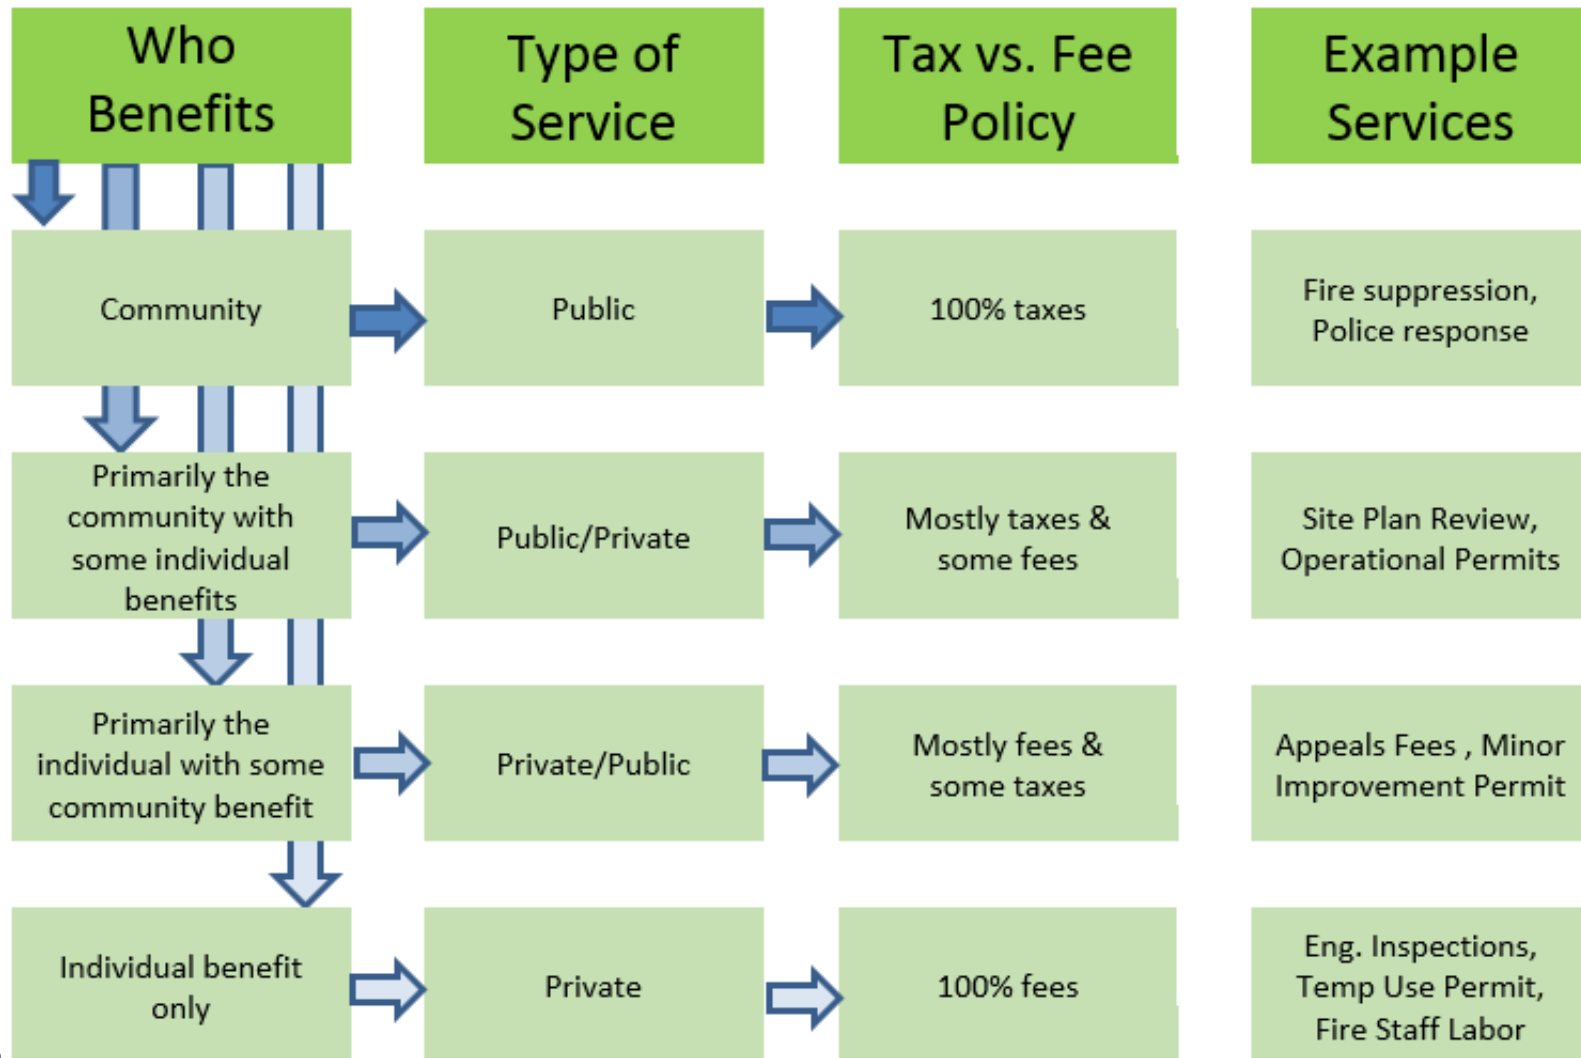 Who
Benefits
Type of
Service
Tax vs. Fee
Policy
Example
Services
Community
Public
100% taxes
Fire suppression,
Police response
Primarily the
community with
some individual
benefits
Public/Private
Mostly taxes &
some fees
Site Plan Review,
Operational Permits
Primarily the
individual with some
community benefit
Private/Public
Mostly fees &
some taxes
Appeals Fees , Minor
Improvement Permit
Individual benefit
only
Private
100% fees
Eng. Inspections,
Temp Use Permit,
Fire Staff Labor